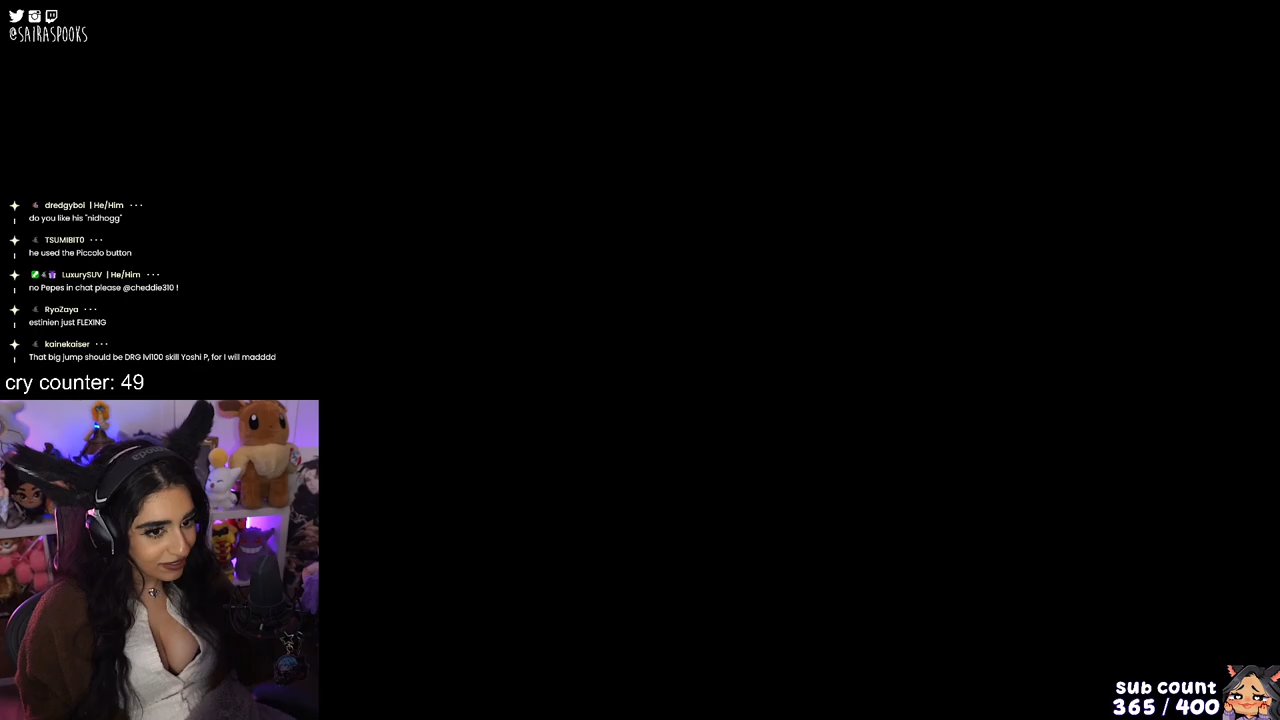 @SAIRASPOOKS
dredgybol | He/Him ···
do you like his "nidhogg"
TSUMIBIT0 ···
he used the Piccolo button
LuxurySUV | He/Him ···
no Pepes in chat please @cheddie310 !
RyoZaya ···
estinien just FLEXING
kainekaiser ···
That big jump should be DRG lvl100 skill Yoshi P, for I will madddd
cry counter: 49
sub count
365 / 400